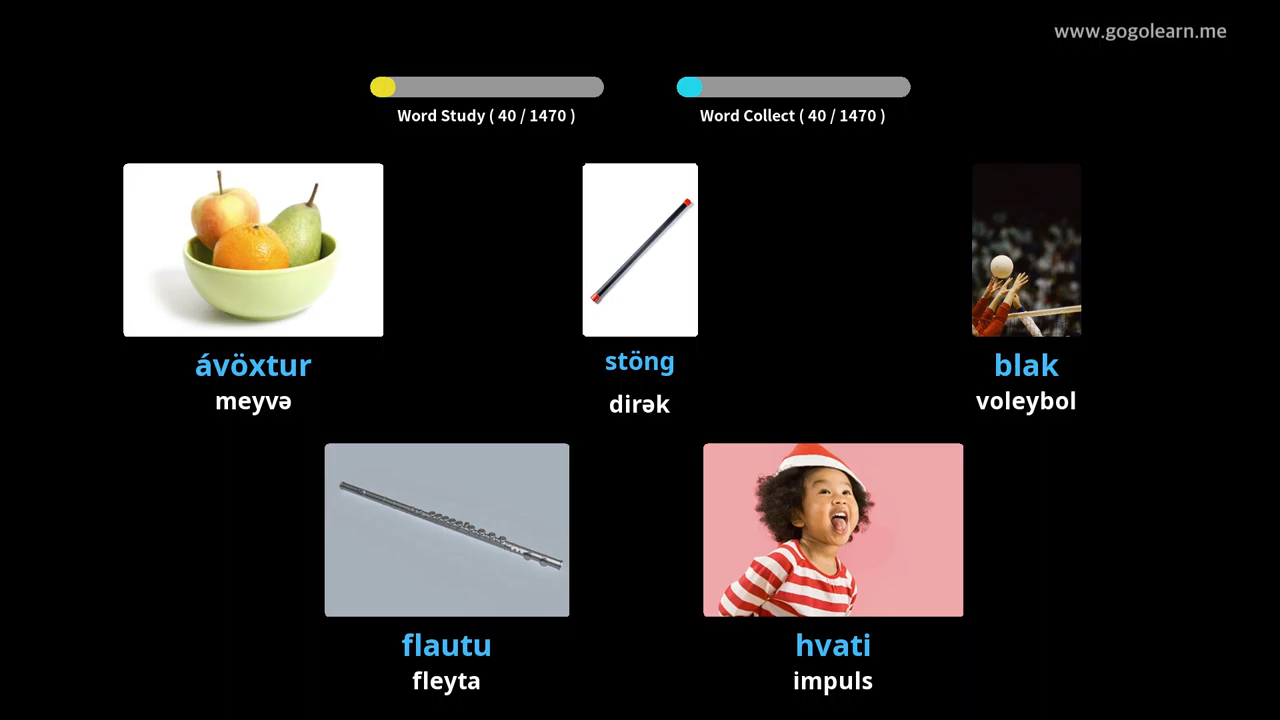 www.gogolearn.me
Word Study ( 40 / 1470 )
Word Collect ( 40 / 1470 )
ávöxtur
meyvə
stöng
dirək
blak
voleybol
flautu
fleyta
hvati
impuls